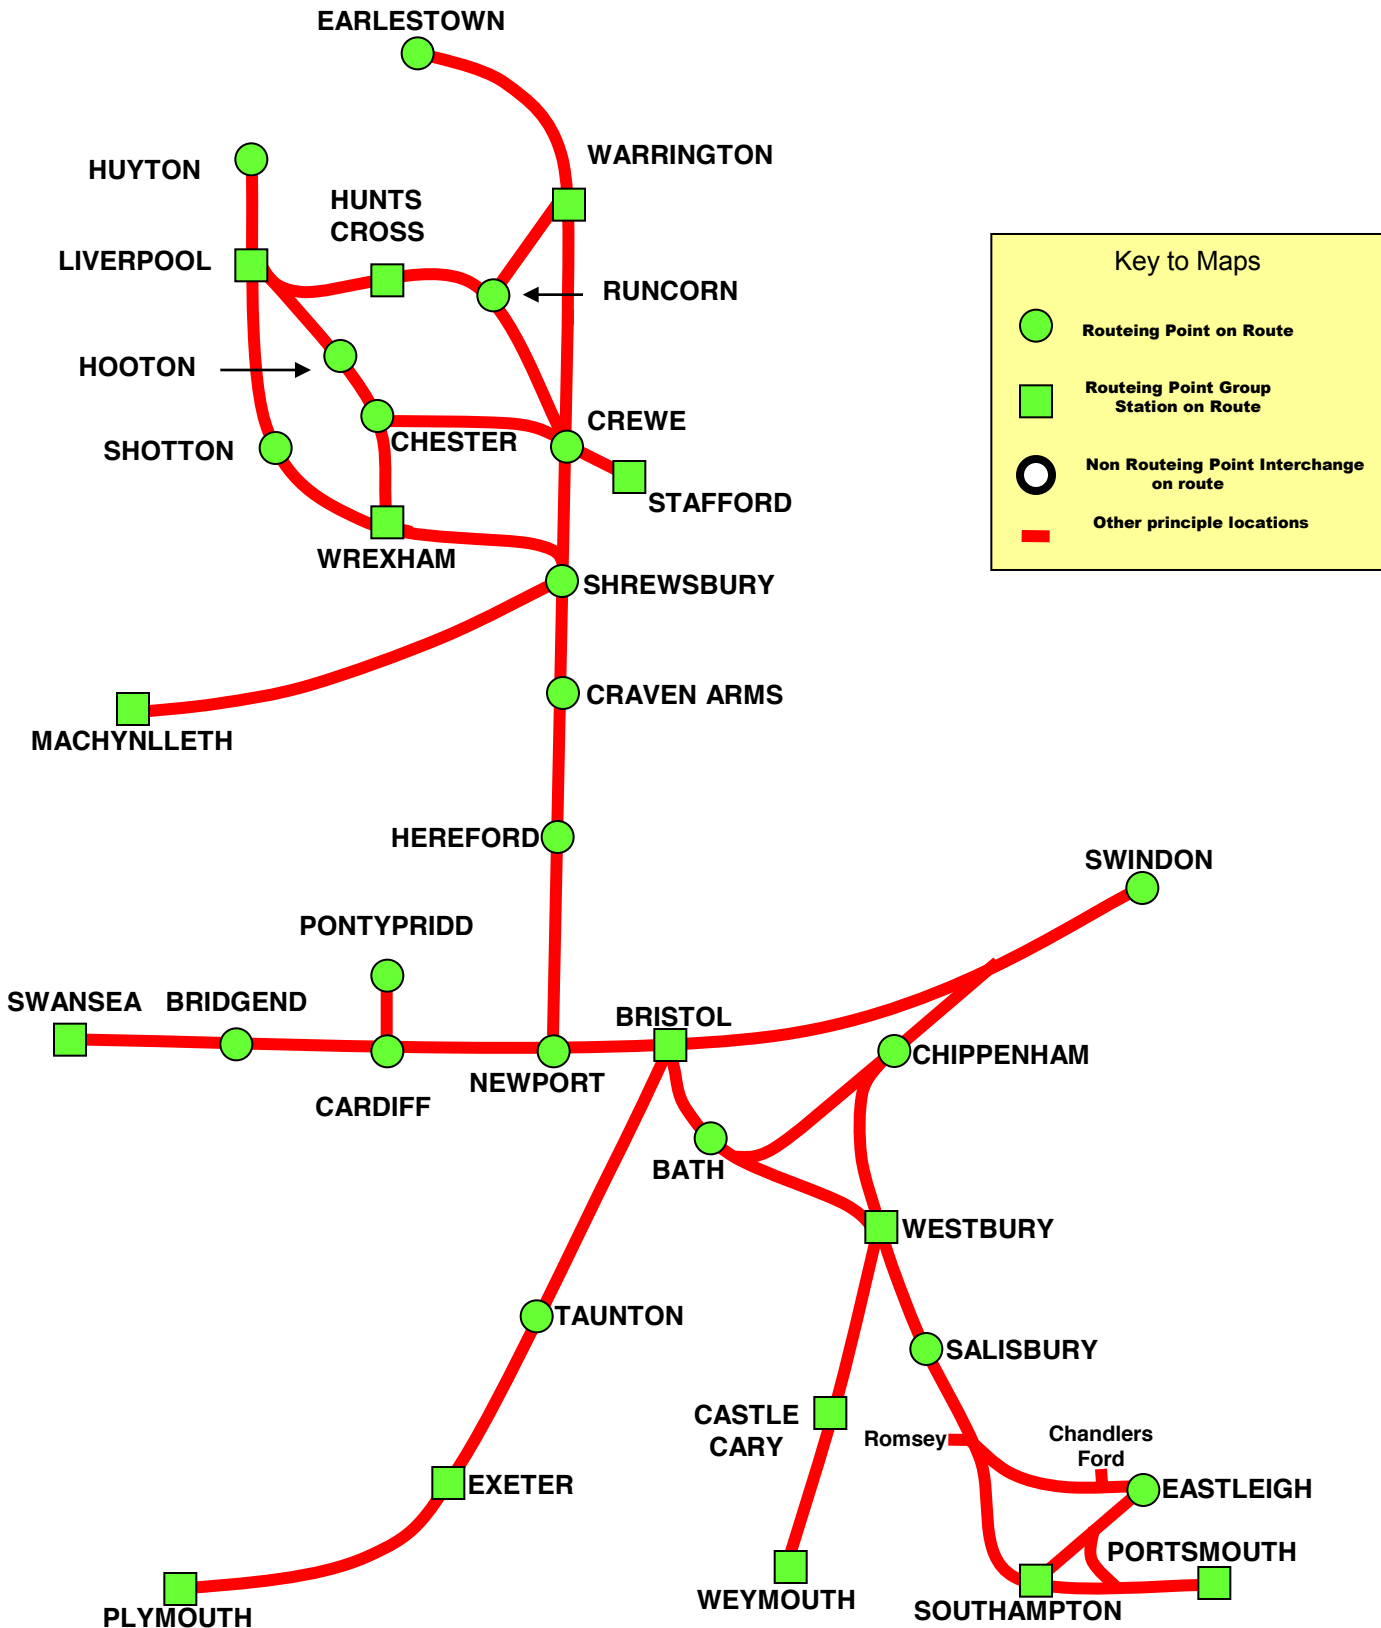 EARLESTOWN
WARRINGTON
HUYTON
HUNTS
CROSS
LIVERPOOL
RUNCORN
HOOTON
CREWE
CHESTER
SHOTTON
STAFFORD
WREXHAM
SHREWSBURY
Key to Maps
Routeing Point on Route
Routeing Point Group
Station on Route
Non Routeing Point Interchange
on route
Other principle locations
CRAVEN ARMS
MACHYNLLETH
HEREFORD
SWINDON
PONTYPRIDD
SWANSEA
BRIDGEND
BRISTOL
CHIPPENHAM
NEWPORT
CARDIFF
BATH
WESTBURY
TAUNTON
SALISBURY
CASTLE
CARY
Romsey
Chandlers
Ford
EXETER
EASTLEIGH
PORTSMOUTH
WEYMOUTH
SOUTHAMPTON
PLYMOUTH